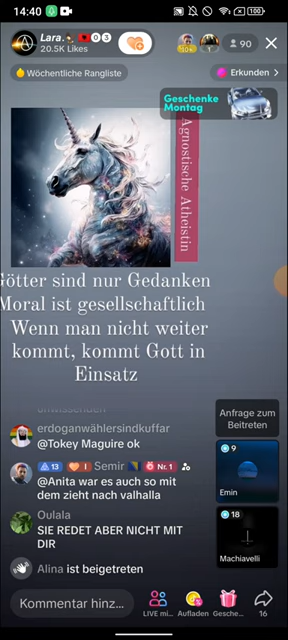 14:40
100
Lara.
0 3
20.5K Likes
90
Wöchentliche Rangliste
Erkunden >
Geschenke
Montag
Agnostische Atheistin
Götter sind nur Gedanken
Moral ist gesellschaftlich
Wenn man nicht weiter
kommt, kommt Gott in
Einsatz
Anfrage zum
Beitreten
erdoganwählersindkuffar
@Tokey Maguire ok
13 I Semir Nr. 1
@Anita war es auch so mit
dem zieht nach valhalla
Oulala
SIE REDET ABER NICHT MIT
DIR
Alina ist beigetreten
9
Emin
18
Machiavelli
Kommentar hinz...
LIVE mi...
Aufladen
Gesche...
16